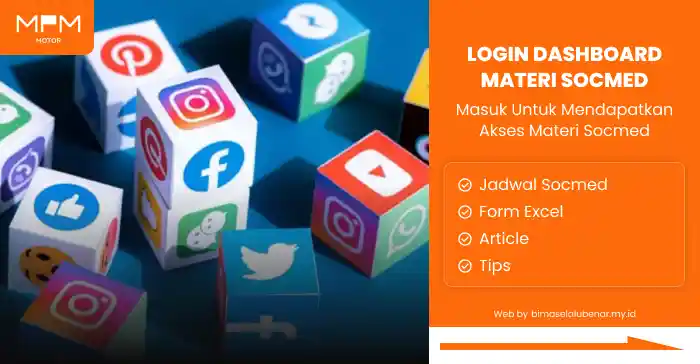 MPM
MOTOR
LOGIN DASHBOARD
MATERI SOCMED
Masuk Untuk Mendapatkan
Akses Materi Socmed
Jadwal Socmed
Form Excel
Article
Tips
Web by bimaselalubenar.my.id